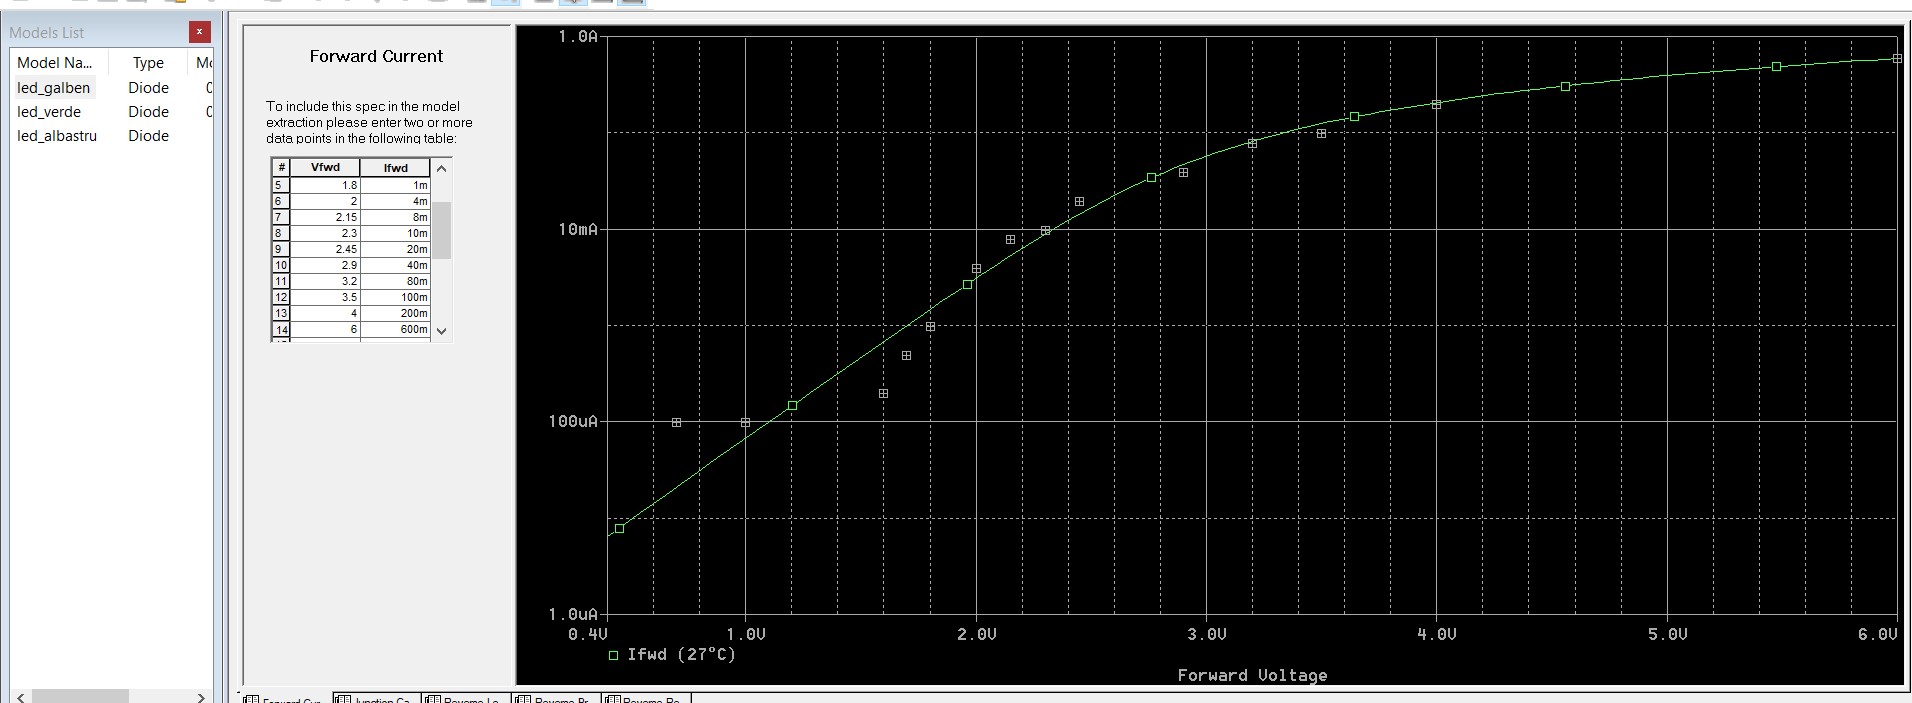 Models List
x
Model Na... Type Mo
led_galben Diode 0
led_verde Diode 0
led_albastru Diode
Forward Current
To include this spec in the model
extraction please enter two or more
data points in the following table:
# Vfwd Ifwd
5 1.8 1m
6 2 4m
7 2.15 8m
8 2.3 10m
9 2.45 20m
10 2.9 40m
11 3.2 80m
12 3.5 100m
13 4 200m
14 6 600m
1.0A
10mA
100uA
1.0uA
0.4V 1.0V 2.0V 3.0V 4.0V 5.0V 6.0V
Ifwd (27°C)
Forward Voltage
Forward Cur... Junction Ca... Reverse Le... Reverse Br... Reverse Re...